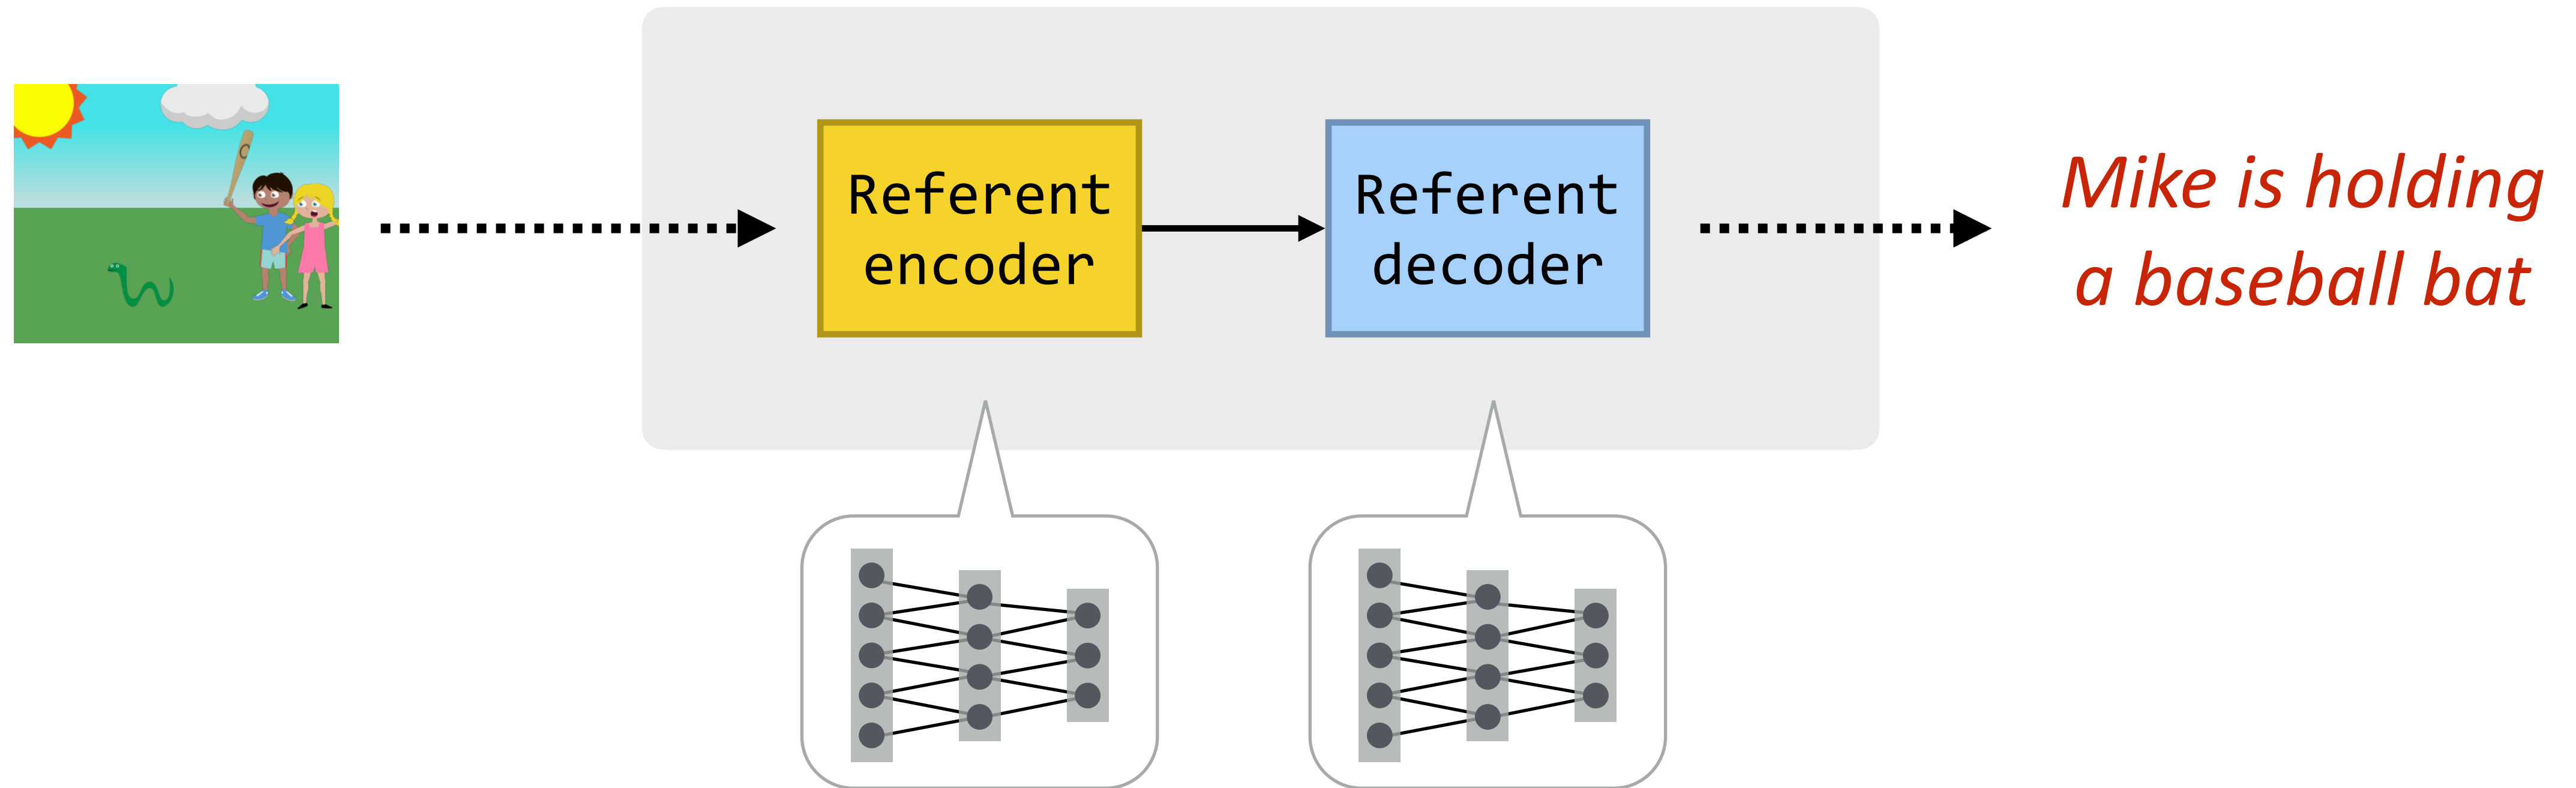 Referent
encoder
Referent
decoder
Mike is holding
a baseball bat